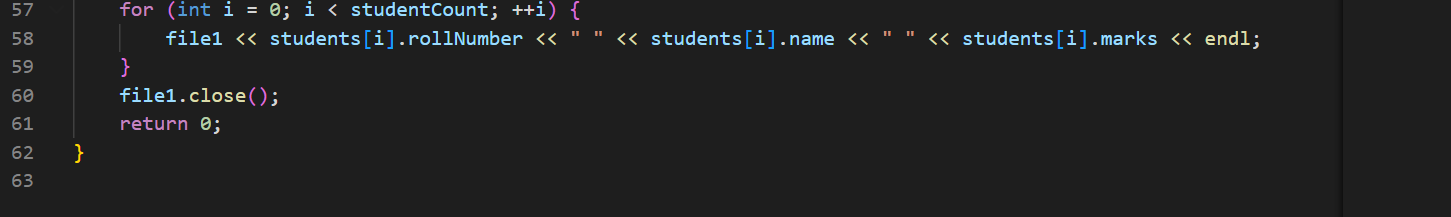 57 for (int i = 0; i < studentCount; ++i) {
58 file1 << students[i].rollNumber << " " << students[i].name << " " << students[i].marks << endl;
59 }
60 file1.close();
61 return 0;
62 }
63